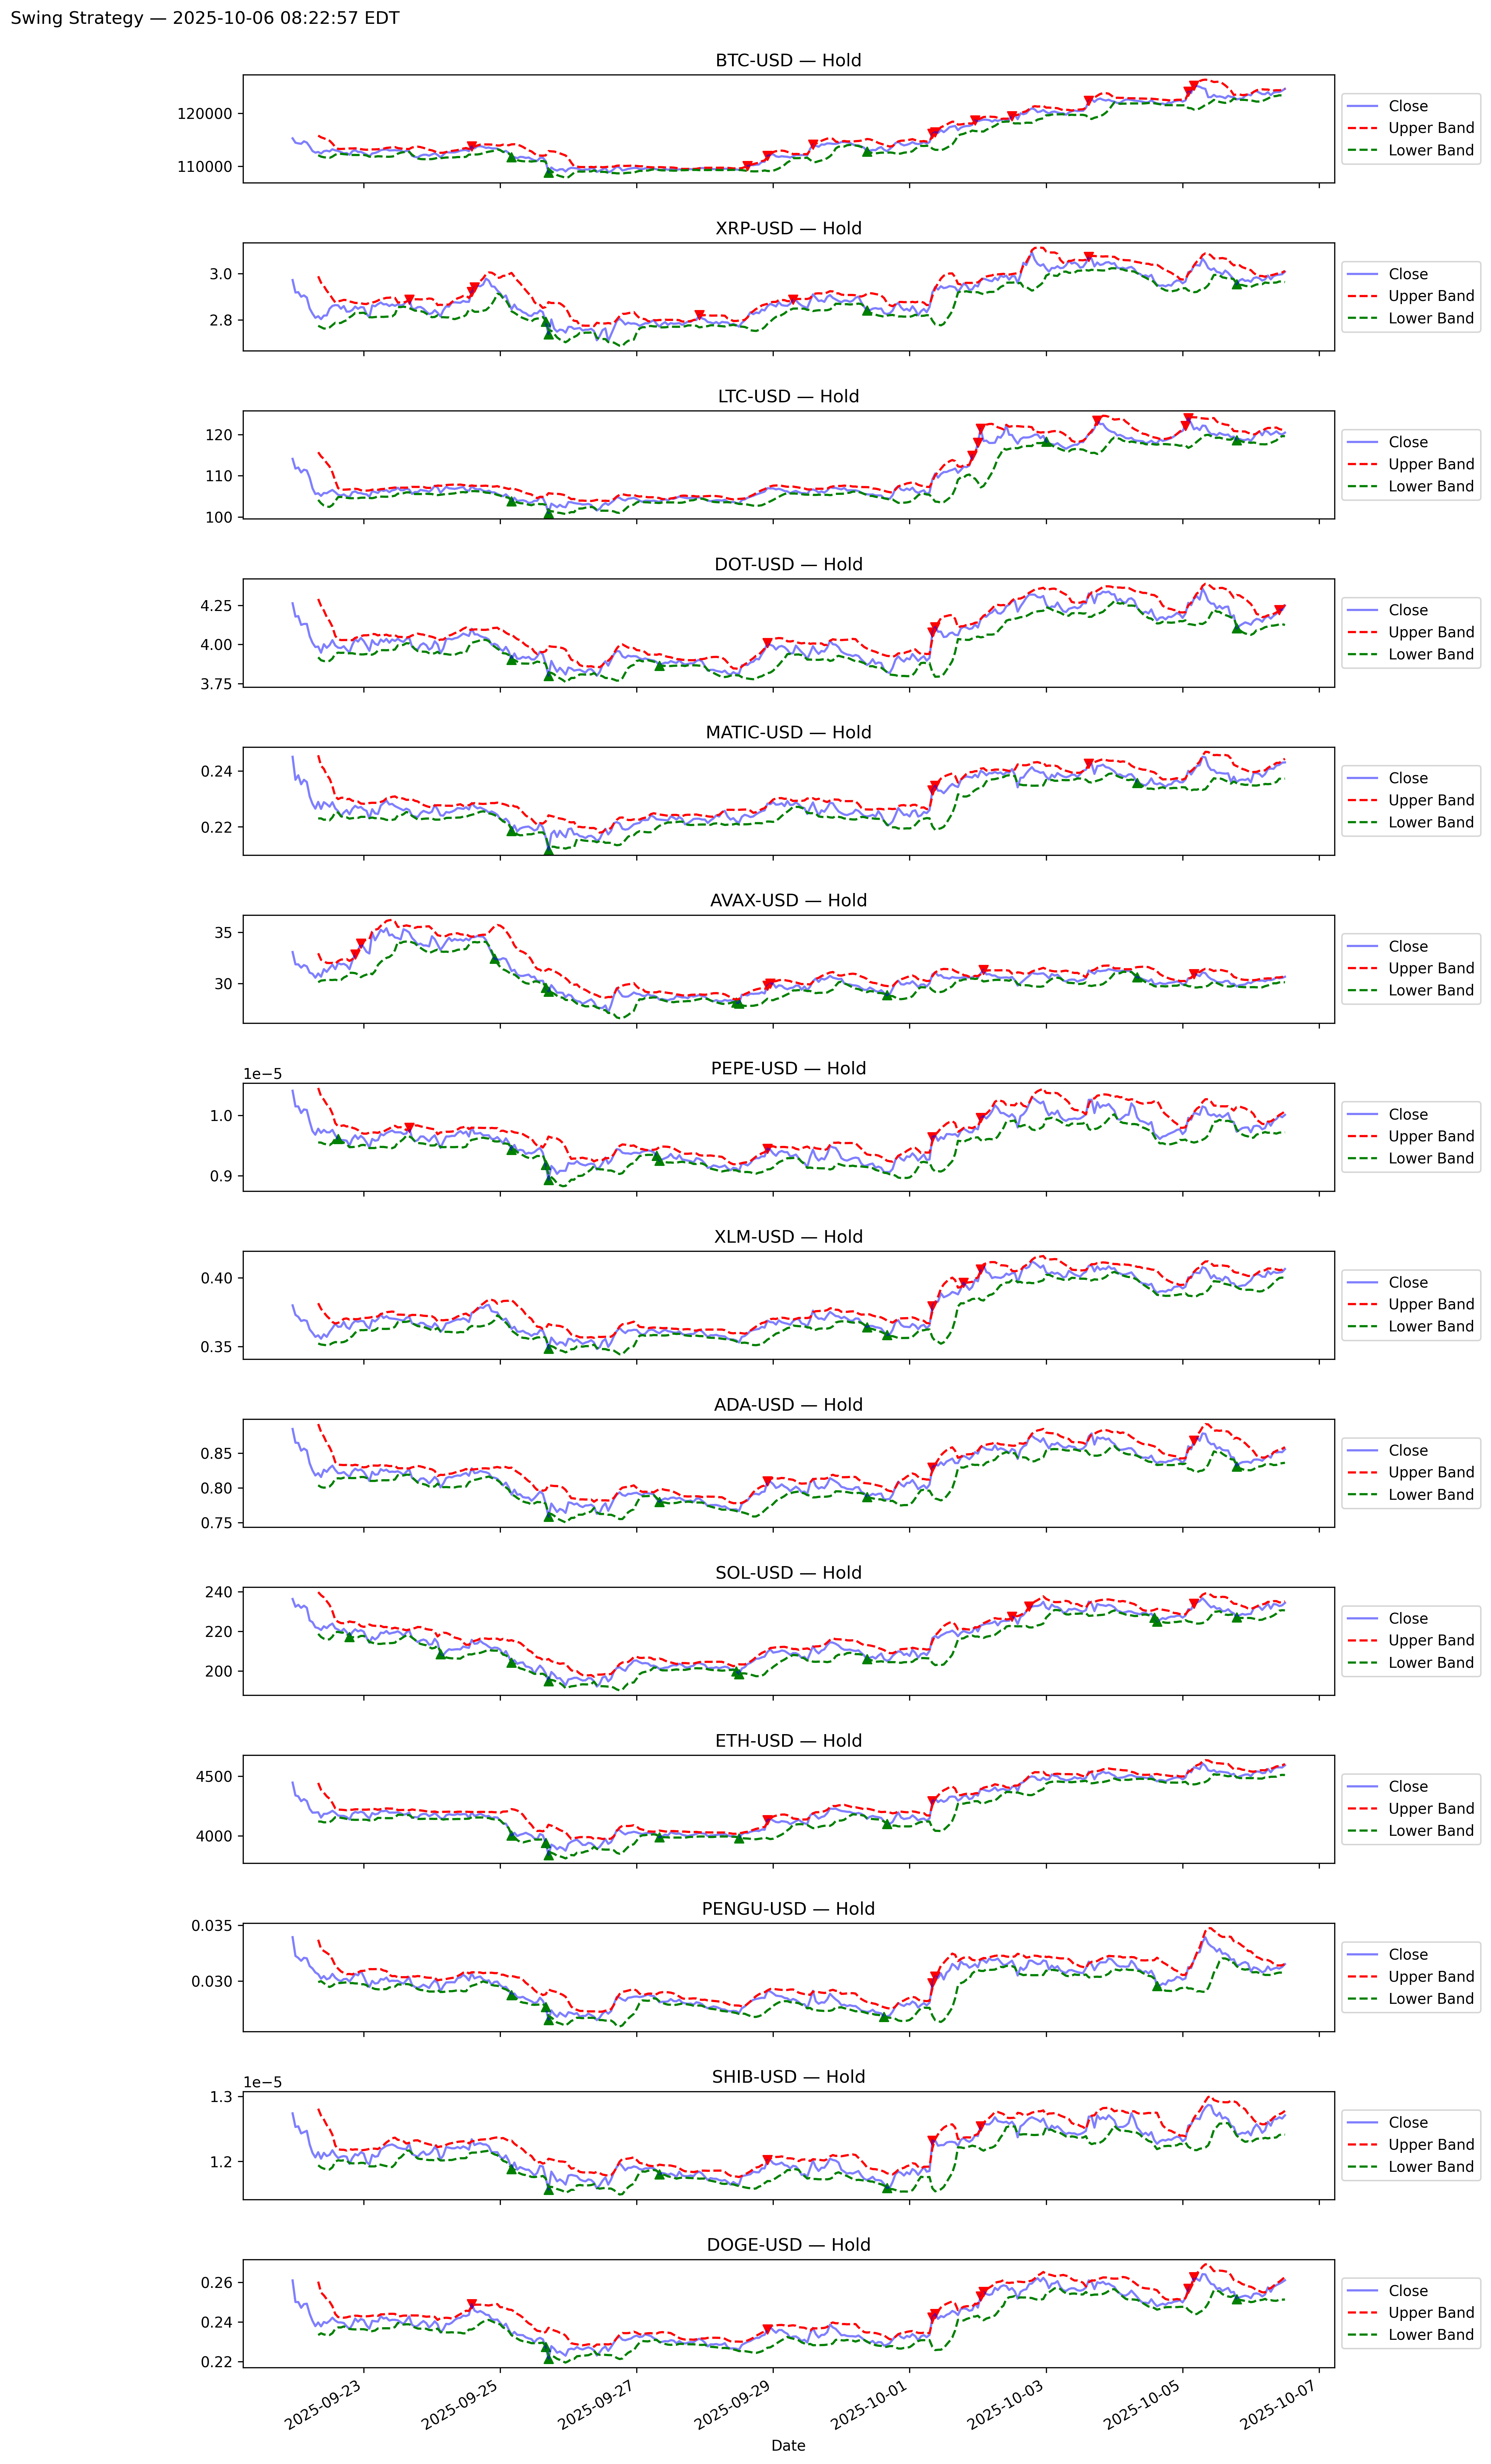 Swing Strategy — 2025-10-06 08:22:57 EDT
BTC-USD — Hold
120000
110000
Close
Upper Band
Lower Band
XRP-USD — Hold
3.0
2.8
Close
Upper Band
Lower Band
LTC-USD — Hold
120
110
100
Close
Upper Band
Lower Band
DOT-USD — Hold
4.25
4.00
3.75
Close
Upper Band
Lower Band
MATIC-USD — Hold
0.24
0.22
Close
Upper Band
Lower Band
AVAX-USD — Hold
35
30
Close
Upper Band
Lower Band
PEPE-USD — Hold
1e−5
1.0
0.9
Close
Upper Band
Lower Band
XLM-USD — Hold
0.40
0.35
Close
Upper Band
Lower Band
ADA-USD — Hold
0.85
0.80
0.75
Close
Upper Band
Lower Band
SOL-USD — Hold
240
220
200
Close
Upper Band
Lower Band
ETH-USD — Hold
4500
4000
Close
Upper Band
Lower Band
PENGU-USD — Hold
0.035
0.030
Close
Upper Band
Lower Band
SHIB-USD — Hold
1e−5
1.3
1.2
Close
Upper Band
Lower Band
DOGE-USD — Hold
0.26
0.24
0.22
Close
Upper Band
Lower Band
2025-09-23
2025-09-25
2025-09-27
2025-09-29
2025-10-01
2025-10-03
2025-10-05
2025-10-07
Date